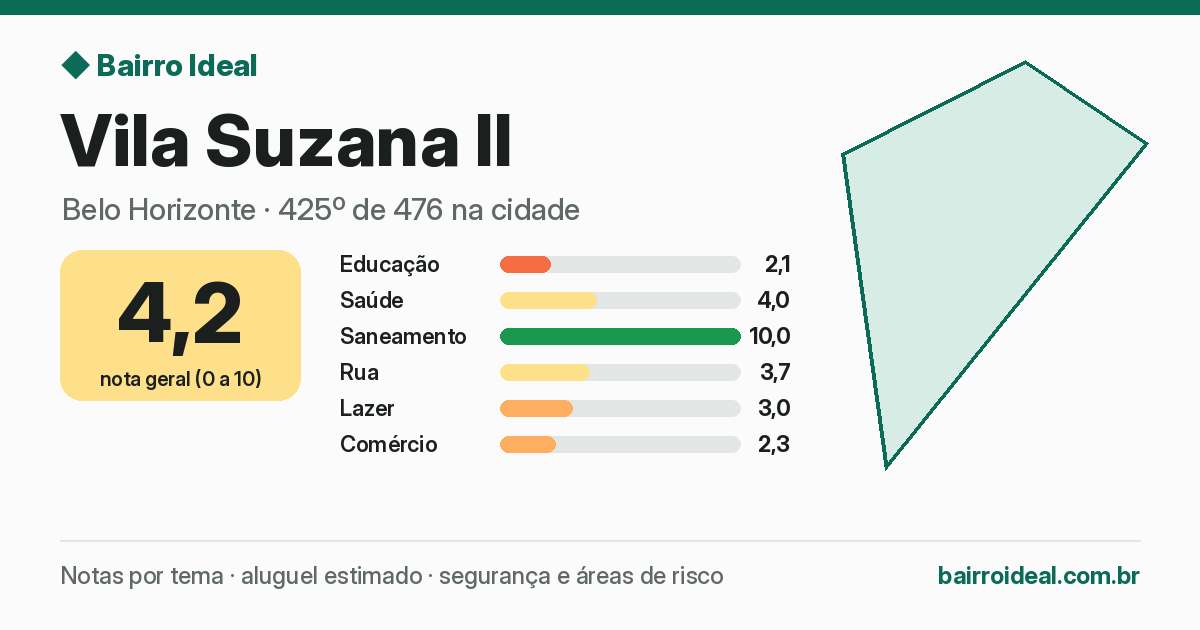 Bairro Ideal
Vila Suzana II
Belo Horizonte · 425º de 476 na cidade
4,2
nota geral (0 a 10)
Educação 2,1
Saúde 4,0
Saneamento 10,0
Rua 3,7
Lazer 3,0
Comércio 2,3
Notas por tema · aluguel estimado · segurança e áreas de risco
bairroideal.com.br